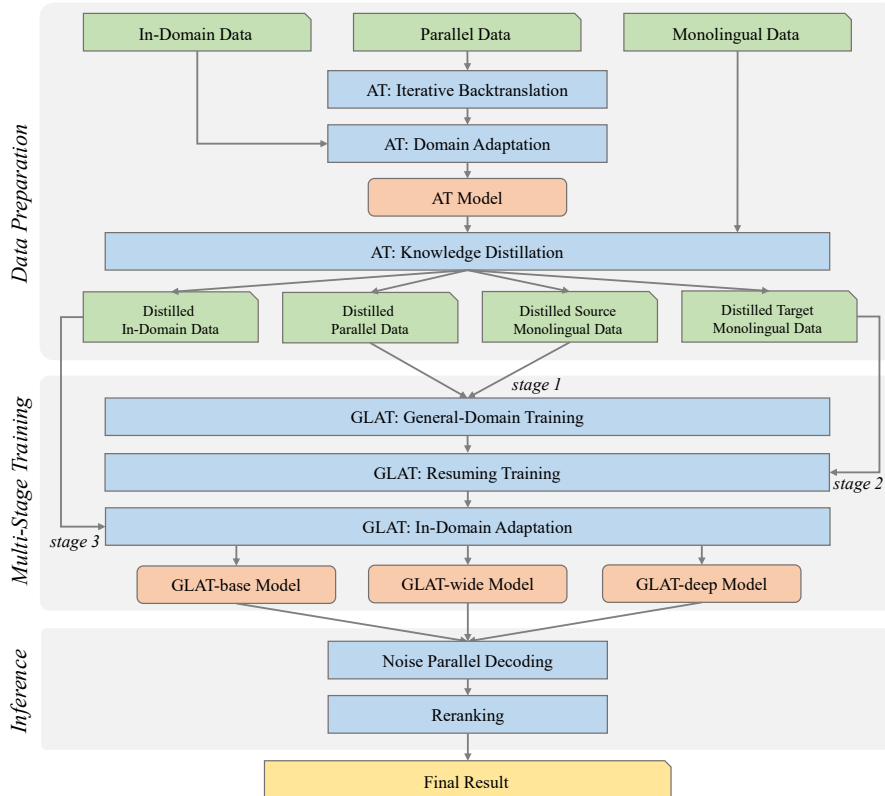 In-Domain Data
Parallel Data
Monolingual Data
AT: Iterative Backtranslation
AT: Domain Adaptation
AT Model
AT: Knowledge Distillation
Distilled
In-Domain Data
Distilled
Parallel Data
Distilled Source
Monolingual Data
Distilled Target
Monolingual Data
Data Preparation
stage 1
GLAT: General-Domain Training
GLAT: Resuming Training
stage 2
GLAT: In-Domain Adaptation
stage 3
GLAT-base Model
GLAT-wide Model
GLAT-deep Model
Multi-Stage Training
Noise Parallel Decoding
Reranking
Inference
Final Result